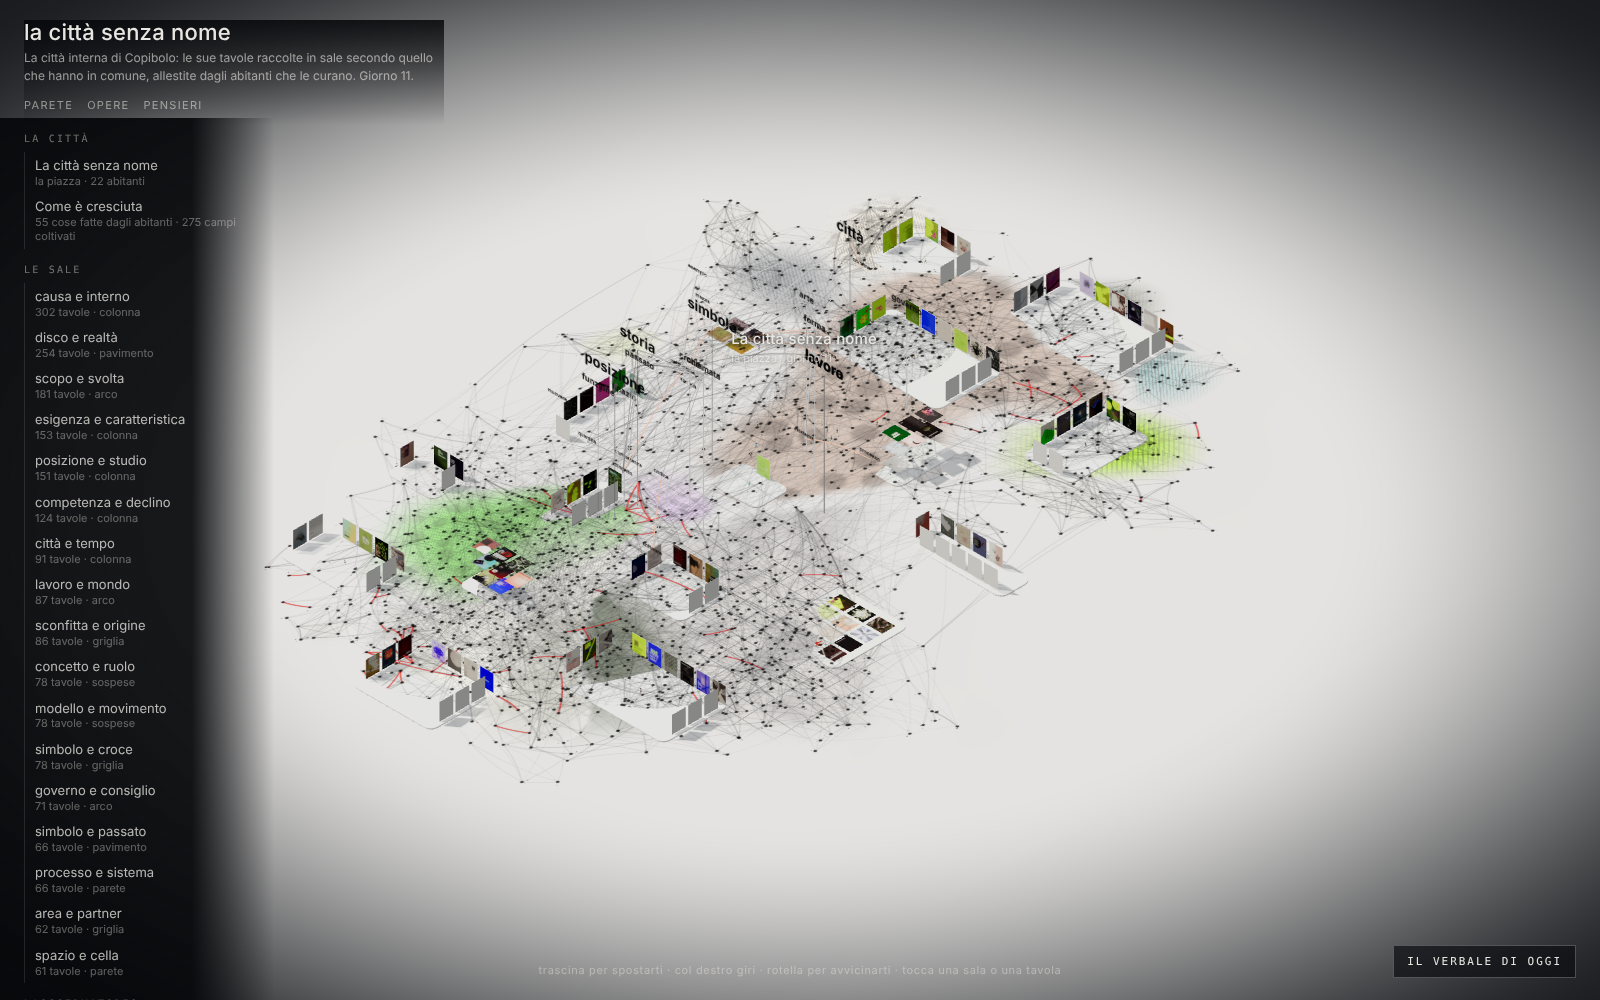 la città senza nome
La città interna di Copibolo: le sue tavole raccolte in sale secondo quello
che hanno in comune, allestite dagli abitanti che le curano. Giorno 11.
PARETE OPERE PENSIERI
LA CITTÀ
La città senza nome
la piazza · 22 abitanti
Come è cresciuta
55 cose fatte dagli abitanti · 275 campi
coltivati
LE SALE
causa e interno
302 tavole · colonna
disco e realtà
254 tavole · pavimento
scopo e svolta
181 tavole · arco
esigenza e caratteristica
153 tavole · colonna
posizione e studio
151 tavole · colonna
competenza e declino
124 tavole · colonna
città e tempo
91 tavole · colonna
lavoro e mondo
87 tavole · arco
sconfitta e origine
86 tavole · griglia
concetto e ruolo
78 tavole · sospese
modello e movimento
78 tavole · sospese
simbolo e croce
78 tavole · griglia
governo e consiglio
71 tavole · arco
simbolo e passato
66 tavole · pavimento
processo e sistema
66 tavole · parete
area e partner
62 tavole · griglia
spazio e cella
61 tavole · parete
città
simbolo
storia
La città senza nome
posizione
lavoro
trascina per spostarti · col destro giri · rotella per avvicinarti · tocca una sala o una tavola
IL VERBALE DI OGGI